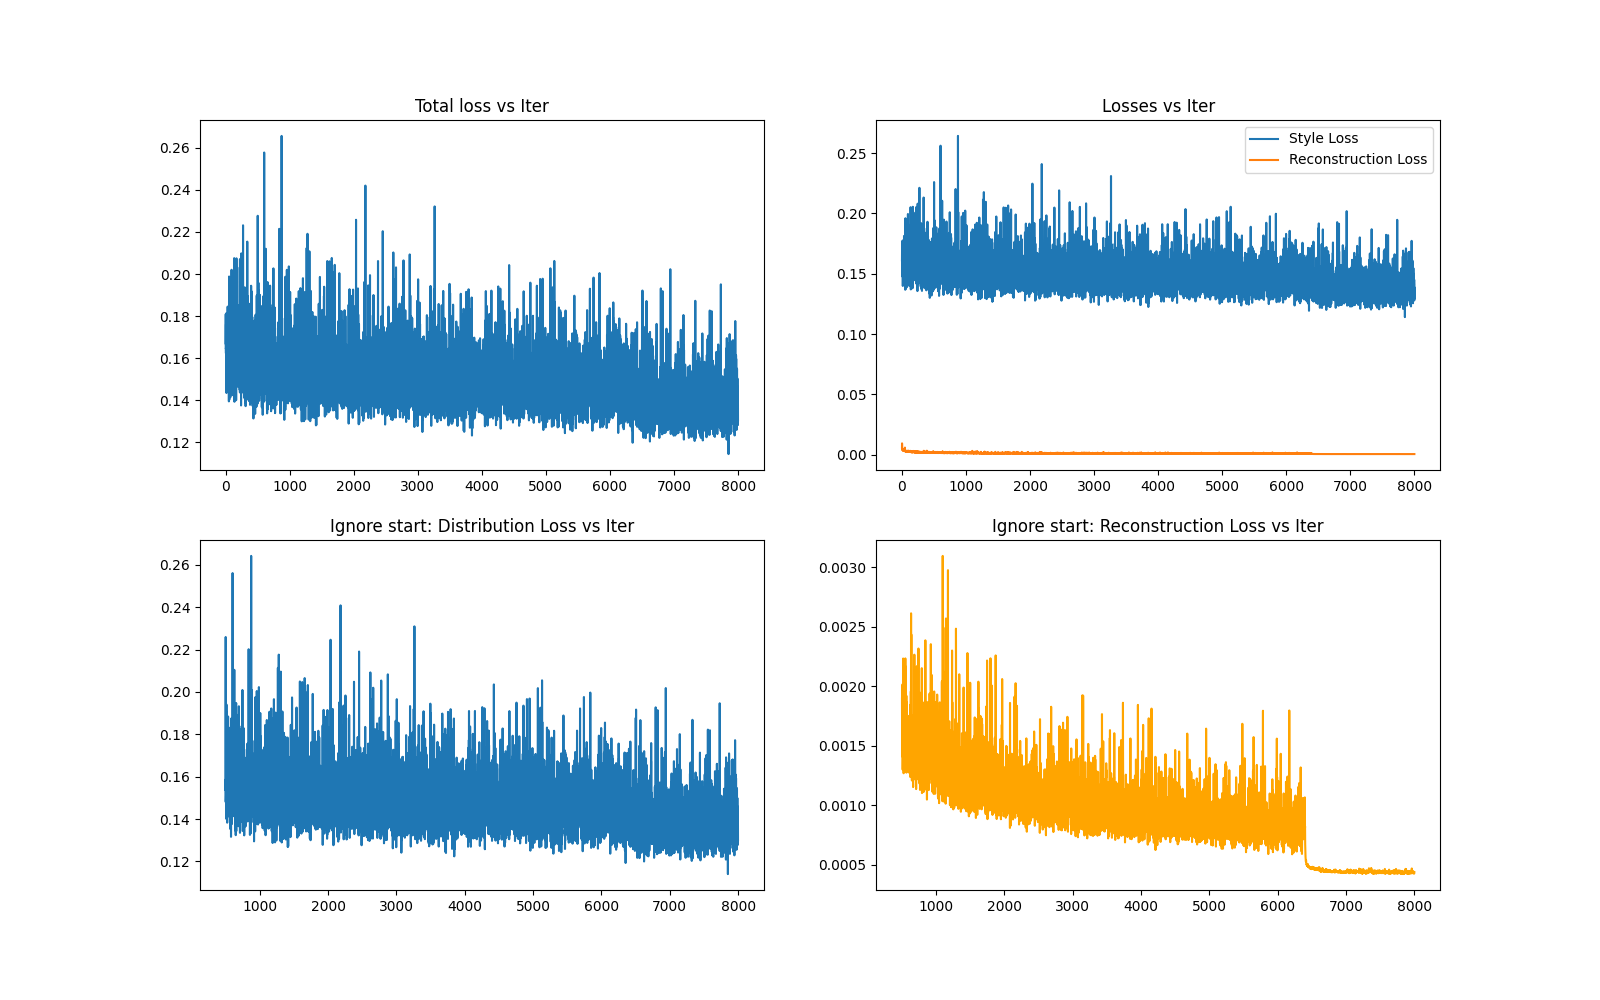 Total loss vs Iter
0.26
0.24
0.22
0.20
0.18
0.16
0.14
0.12
0 1000 2000 3000 4000 5000 6000 7000 8000
Losses vs Iter
Style Loss
Reconstruction Loss
0.25
0.20
0.15
0.10
0.05
0.00
0 1000 2000 3000 4000 5000 6000 7000 8000
Ignore start: Distribution Loss vs Iter
0.26
0.24
0.22
0.20
0.18
0.16
0.14
0.12
1000 2000 3000 4000 5000 6000 7000 8000
Ignore start: Reconstruction Loss vs Iter
0.0030
0.0025
0.0020
0.0015
0.0010
0.0005
1000 2000 3000 4000 5000 6000 7000 8000